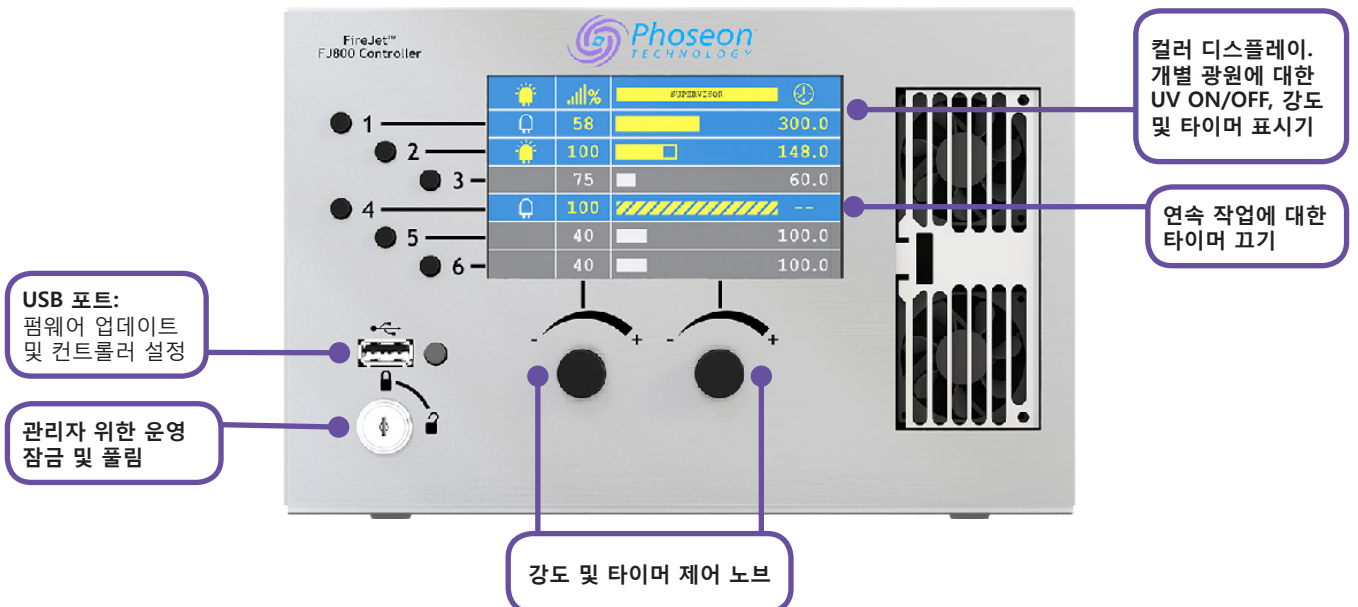 FireJet™
FJ800 Controller
Phoseon
TECHNOLOGY
% SUPERVISOR
1 58 300.0
2 100 148.0
3 75 60.0
4 100 --
5 40 100.0
6 40 100.0
- + - +
컬러 디스플레이.
개별 광원에 대한
UV ON/OFF, 강도
및 타이머 표시기
연속 작업에 대한
타이머 끄기
USB 포트:
펌웨어 업데이트
및 컨트롤러 설정
관리자 위한 운영
잠금 및 풀림
강도 및 타이머 제어 노브